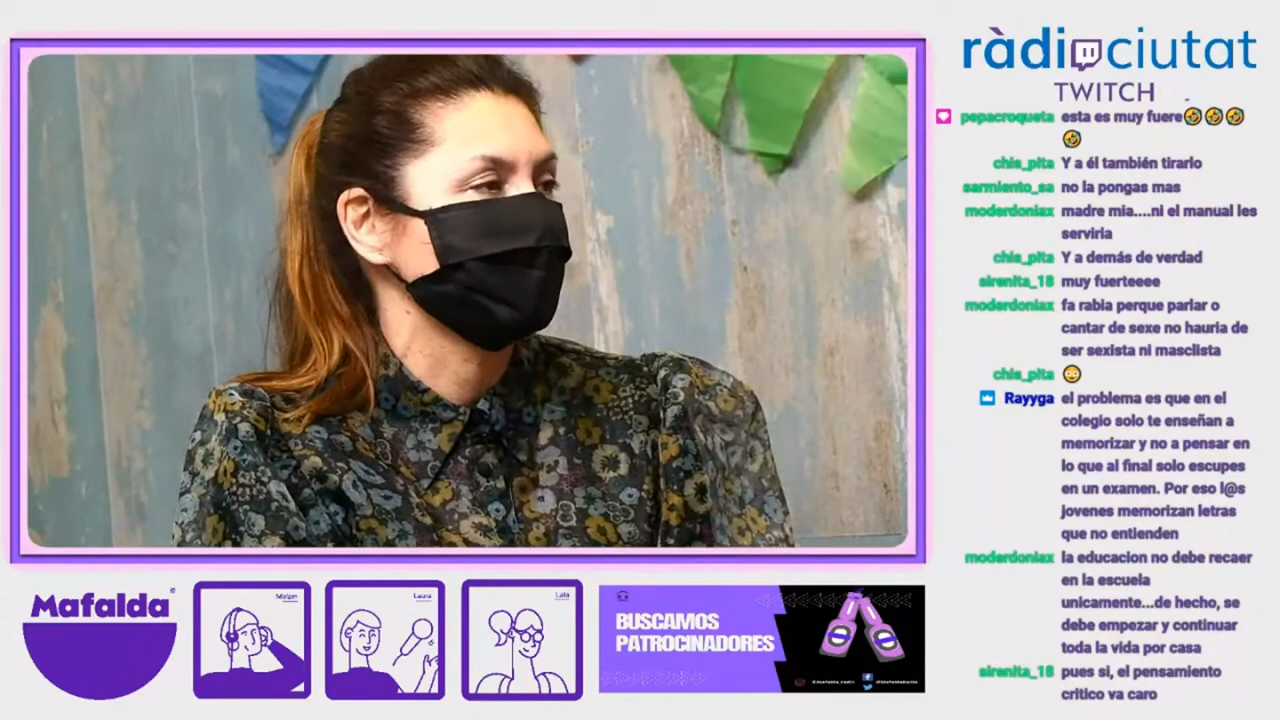 ràdiociutat
TWITCH
pepacroqueta esta es muy fuere🤣🤣🤣
🤣
chis_pita Y a él también tirarlo
sarmiento_sa no la pongas mas
moderdoniax madre mia....ni el manual les
serviria
chis_pita Y a demás de verdad
sirenita_18 muy fuerteeee
moderdoniax fa rabia perque parlar o
cantar de sexe no hauria de
ser sexista ni masclista
chis_pita 😳
Rayyga el problema es que en el
colegio solo te enseñan a
memorizar y no a pensar en
lo que al final solo escupes
en un examen. Por eso l@s
jovenes memorizan letras
que no entienden
moderdoniax la educacion no debe recaer
en la escuela
unicamente...de hecho, se
debe empezar y continuar
toda la vida por casa
sirenita_18 pues si, el pensamiento
critico va caro
Mafalda
Miriam
Laura
Laia
BUSCAMOS
PATROCINADORES